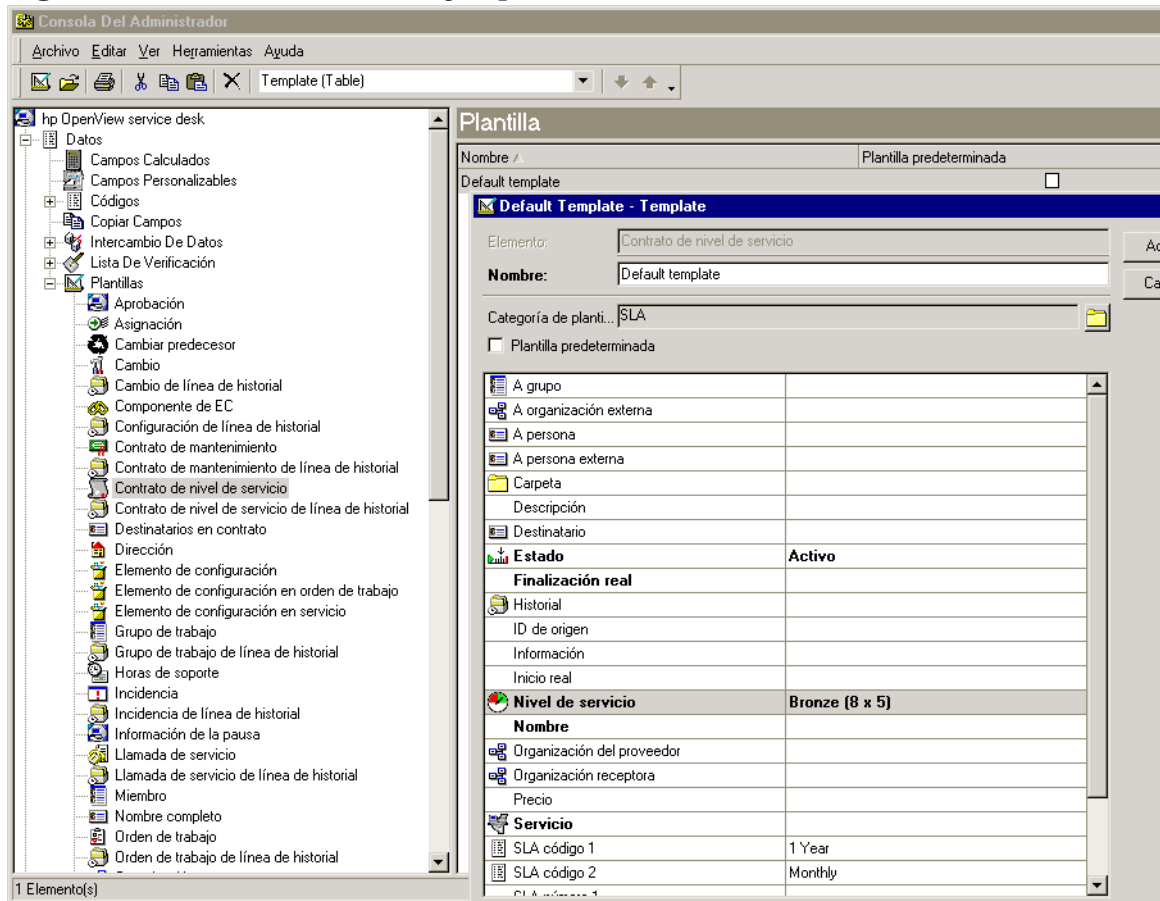 Consola Del Administrador
Archivo Editar Ver Herramientas Ayuda
Template (Table)
hp OpenView service desk
Datos
Campos Calculados
Campos Personalizables
Códigos
Copiar Campos
Intercambio De Datos
Lista De Verificación
Plantillas
Aprobación
Asignación
Cambiar predecesor
Cambio
Cambio de línea de historial
Componente de EC
Configuración de línea de historial
Contrato de mantenimiento
Contrato de mantenimiento de línea de historial
Contrato de nivel de servicio
Contrato de nivel de servicio de línea de historial
Destinatarios en contrato
Dirección
Elemento de configuración
Elemento de configuración en orden de trabajo
Elemento de configuración en servicio
Grupo de trabajo
Grupo de trabajo de línea de historial
Horas de soporte
Incidencia
Incidencia de línea de historial
Información de la pausa
Llamada de servicio
Llamada de servicio de línea de historial
Miembro
Nombre completo
Orden de trabajo
Orden de trabajo de línea de historial
1 Elemento(s)
Plantilla
Nombre Plantilla predeterminada
Default template
Default Template - Template
Elemento: Contrato de nivel de servicio
Nombre: Default template
Categoría de planti... SLA
Plantilla predeterminada
Ac
Ca
A grupo
A organización externa
A persona
A persona externa
Carpeta
Descripción
Destinatario
Estado Activo
Finalización real
Historial
ID de origen
Información
Inicio real
Nivel de servicio Bronze (8 x 5)
Nombre
Organización del proveedor
Organización receptora
Precio
Servicio
SLA código 1 1 Year
SLA código 2 Monthly
SLA número 1